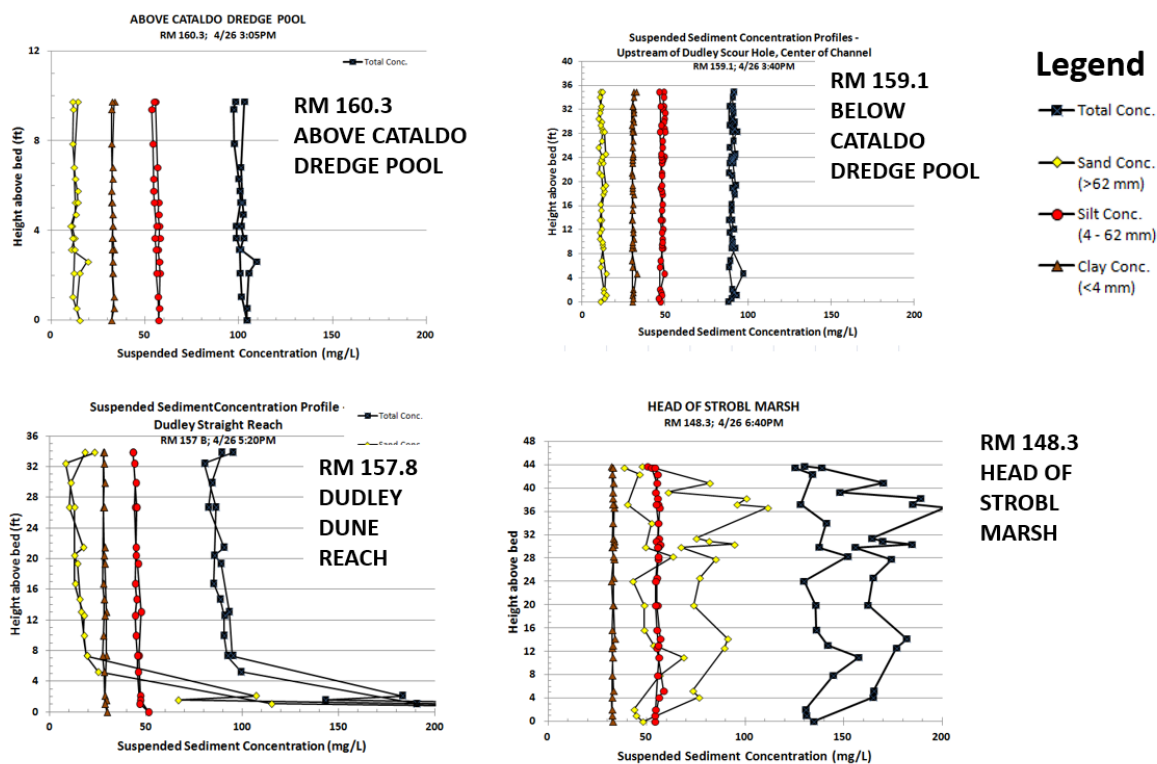 ABOVE CATALDO DREDGE P0OL
RM 160.3; 4/26 3:05PM
Total Conc.
RM 160.3
ABOVE CATALDO
DREDGE POOL
Height above bed (ft)
12
8
4
0
0 50 100 150 200
Suspended Sediment Concentration (mg/L)
Suspended Sediment Concentration Profiles -
Upstream of Dudley Scour Hole, Center of Channel
RM 159.1; 4/26 3:40PM
RM 159.1
BELOW
CATALDO
DREDGE POOL
Height above bed (ft)
40
36
32
28
24
20
16
12
8
4
0
0 50 100 150 200
Suspended Sediment Concentration (mg/L)
Legend
Total Conc.
Sand Conc.
(>62 mm)
Silt Conc.
(4 - 62 mm)
Clay Conc.
(<4 mm)
Suspended SedimentConcentration Profile -
Dudley Straight Reach
RM 157 B; 4/26 5:20PM
Total Conc.
RM 157.8
DUDLEY
DUNE
REACH
Height above bed (ft)
36
32
28
24
20
16
12
8
4
0
0 50 100 150 200
Suspended Sediment Concentration (mg/L)
HEAD OF STROBL MARSH
RM 148.3; 4/26 6:40PM
RM 148.3
HEAD OF
STROBL
MARSH
Height above bed
48
44
40
36
32
28
24
20
16
12
8
4
0
0 50 100 150 200
Suspended Sediment Concentration (mg/L)